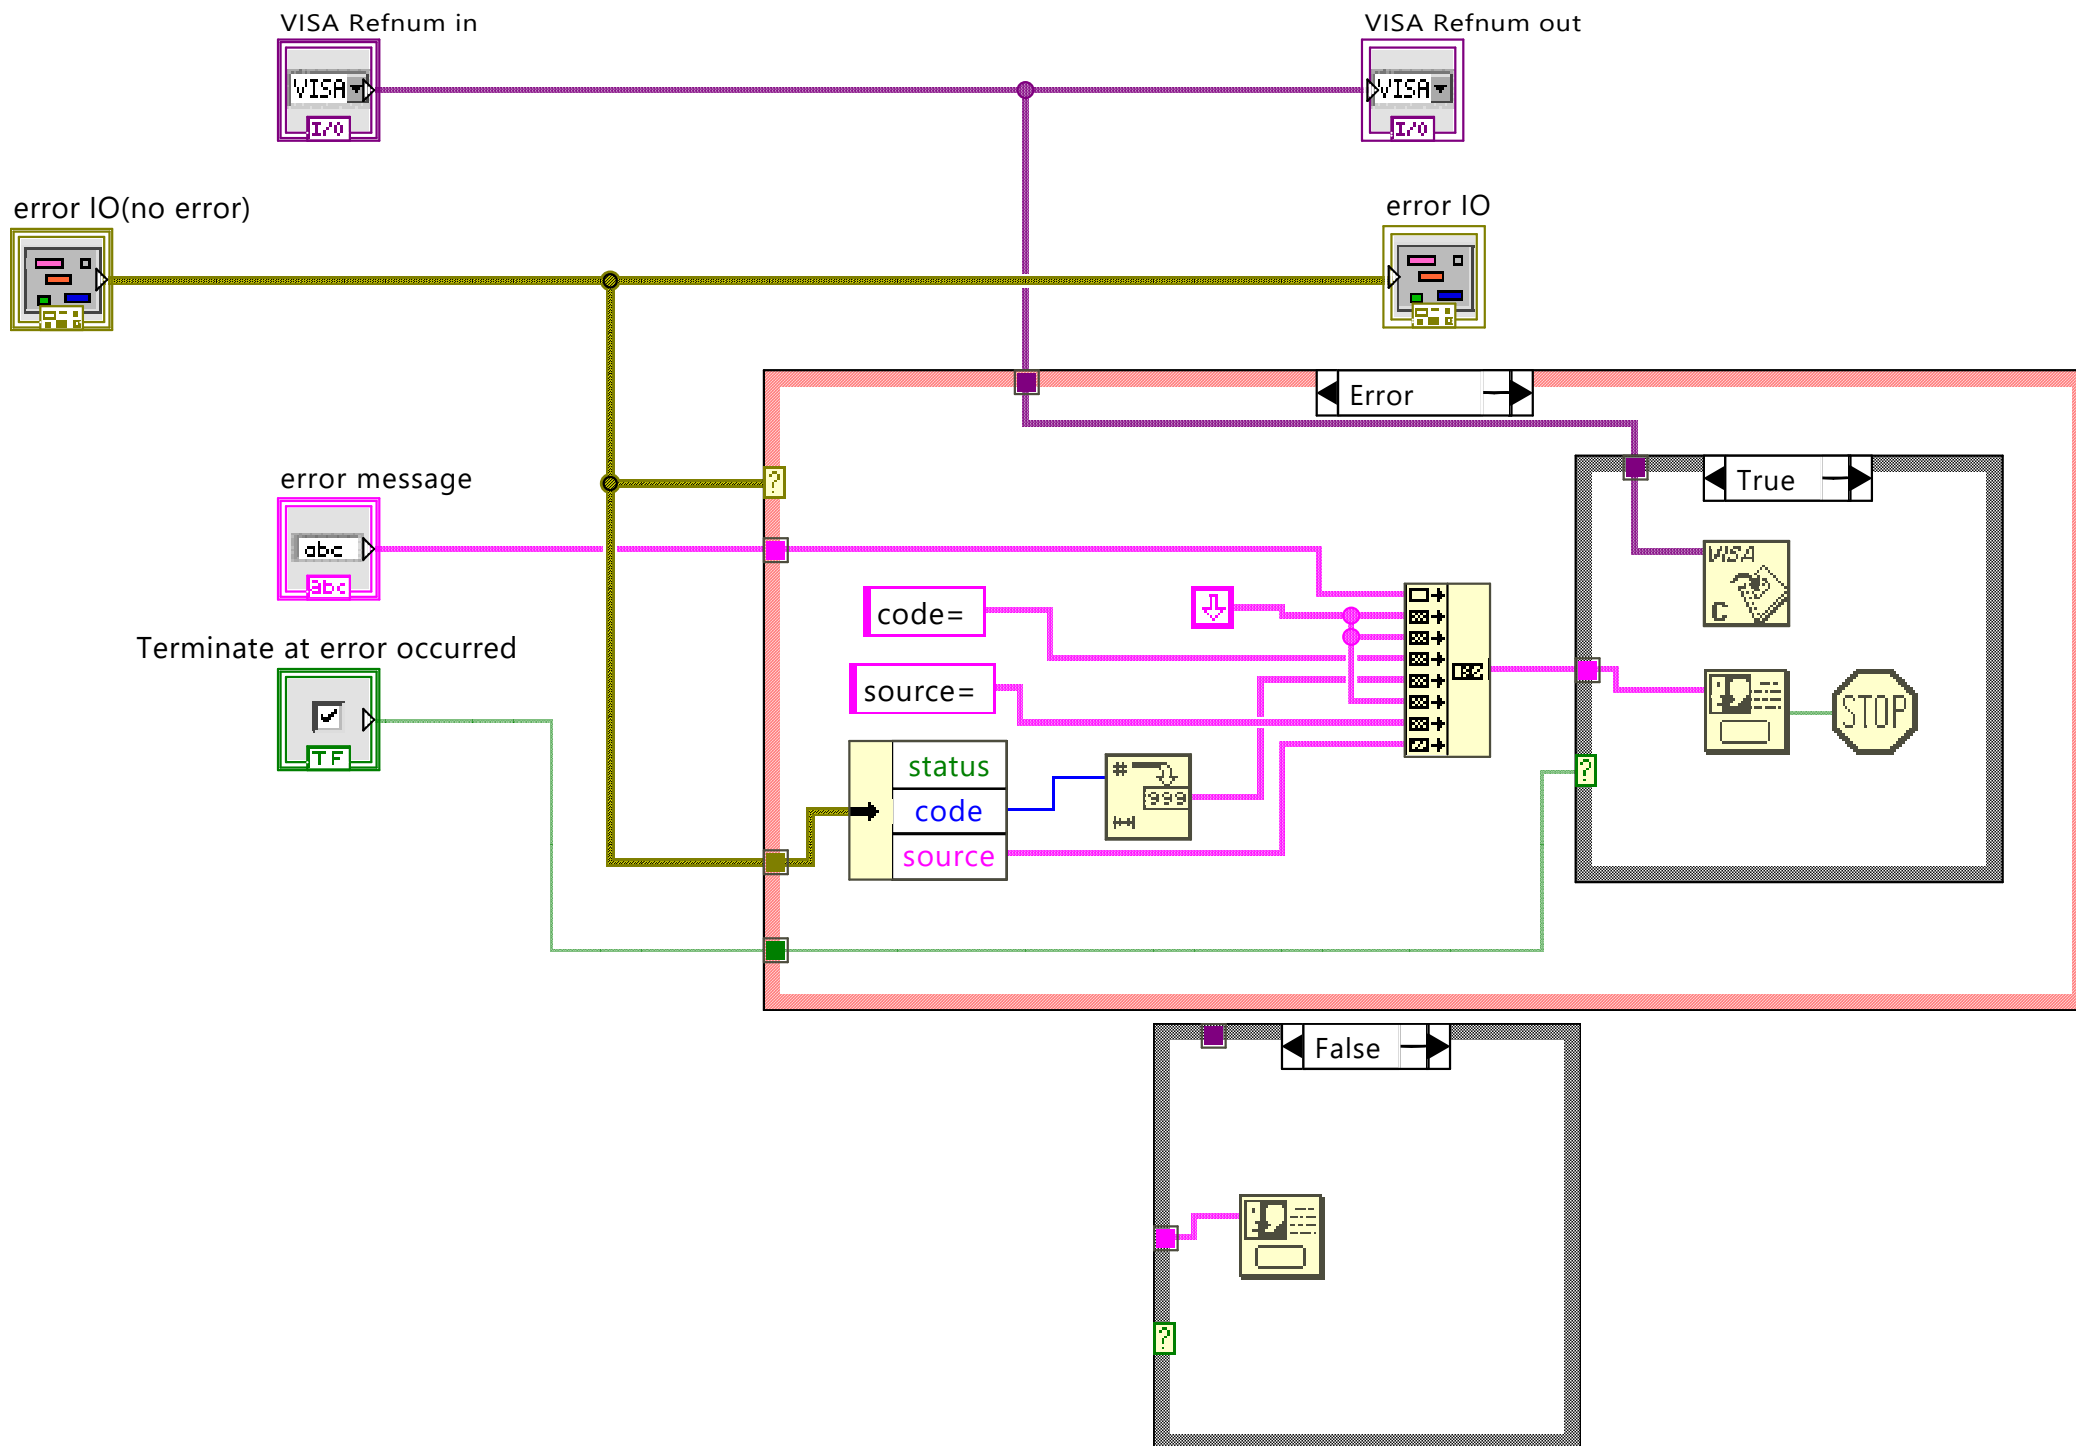 VISA Refnum in
VISA Refnum out
VISA
I/O
VISA
I/O
error IO(no error)
error IO
Error
error message
abc
abc
True
VISA
C
code=
source=
Terminate at error occurred
TF
status
code
source
#
999
STOP
?
?
False
?